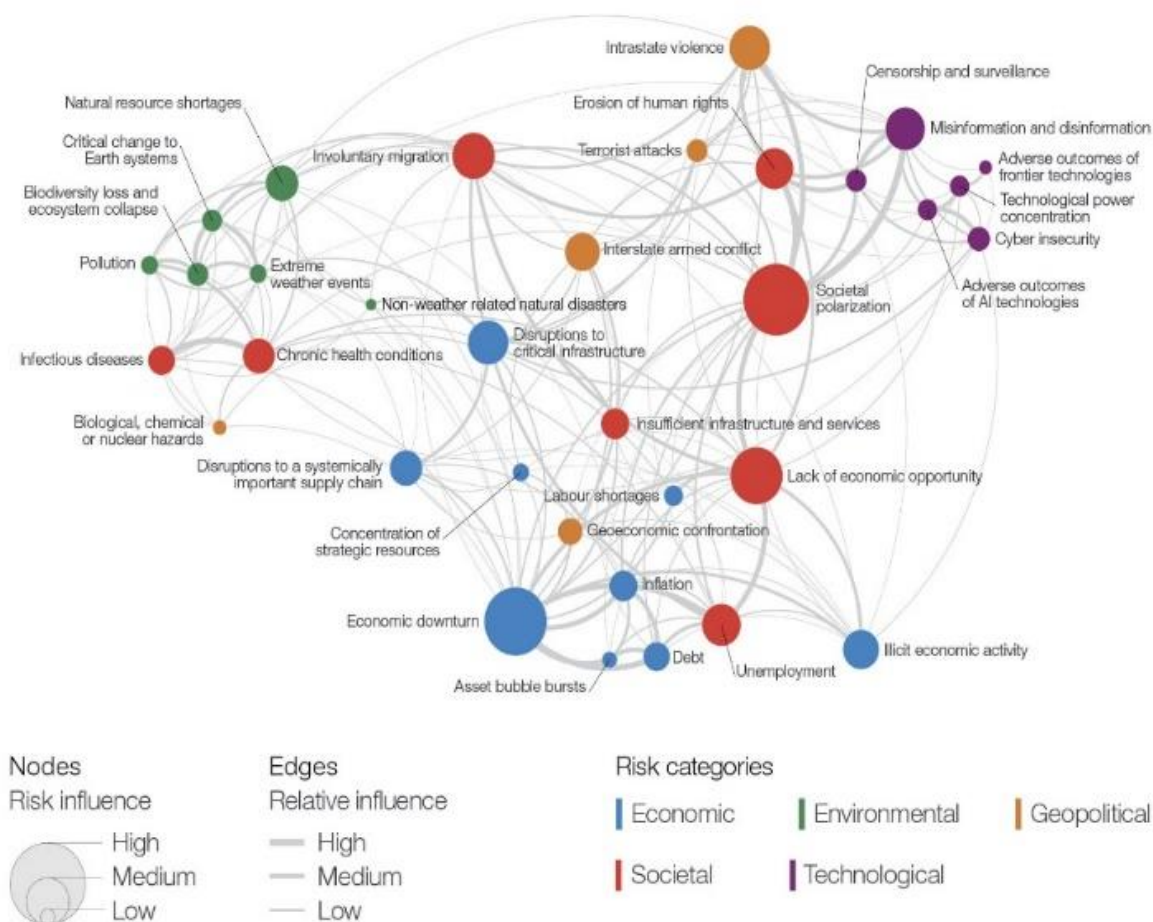 Intrastate violence
Censorship and surveillance
Natural resource shortages
Erosion of human rights
Misinformation and disinformation
Critical change to
Earth systems
Involuntary migration
Terrorist attacks
Adverse outcomes of
frontier technologies
Biodiversity loss and
ecosystem collapse
Technological power
concentration
Interstate armed conflict
Cyber insecurity
Pollution
Extreme
weather events
Adverse outcomes
of AI technologies
Societal
polarization
Non-weather related natural disasters
Disruptions to
critical infrastructure
Infectious diseases
Chronic health conditions
Biological, chemical
or nuclear hazards
Insufficient infrastructure and services
Disruptions to a systemically
important supply chain
Lack of economic opportunity
Labour shortages
Concentration of
strategic resources
Geoeconomic confrontation
Inflation
Economic downturn
Debt
Unemployment
Illicit economic activity
Asset bubble bursts
Nodes
Risk influence
High
Medium
Low
Edges
Relative influence
High
Medium
Low
Risk categories
Economic
Environmental
Geopolitical
Societal
Technological